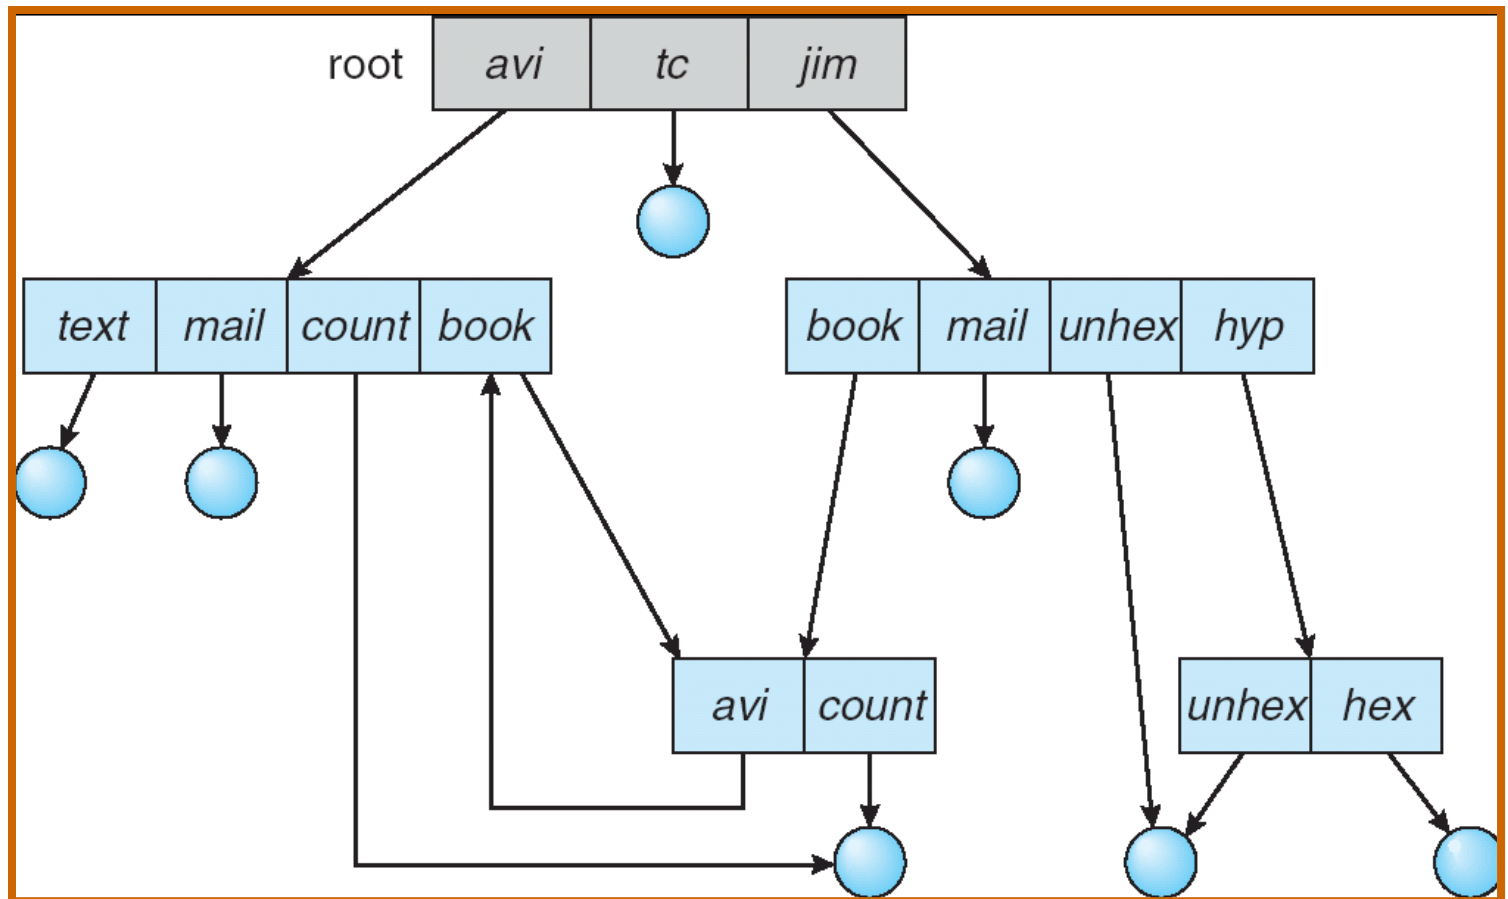 root avi tc jim
text mail count book book mail unhex hyp
avi count unhex hex